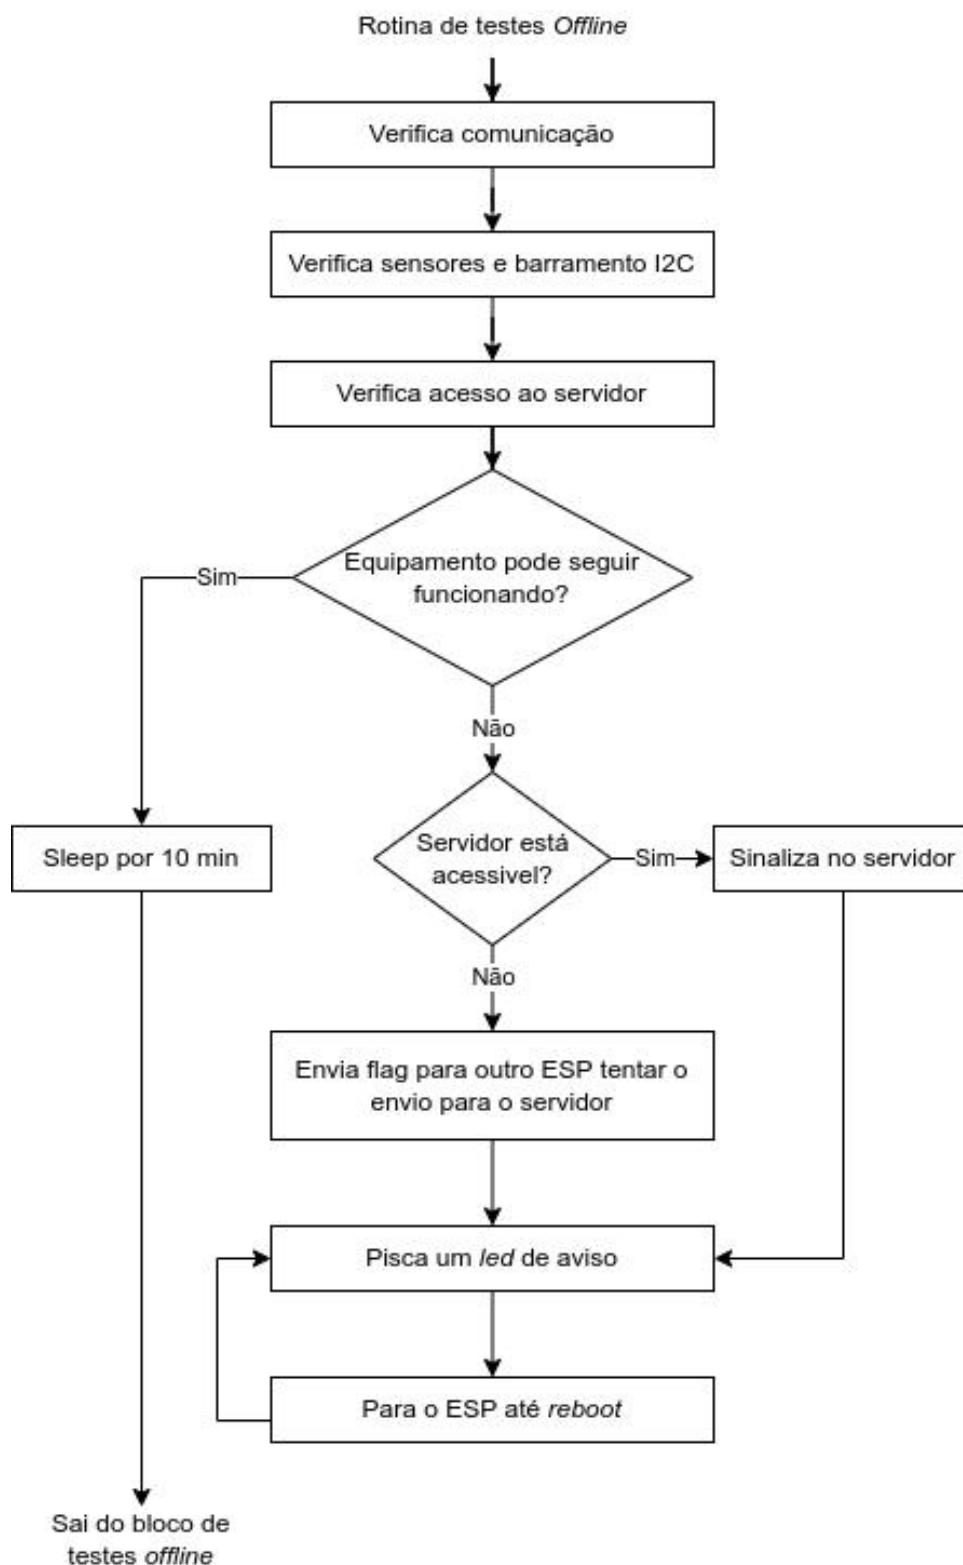 Rotina de testes Offline
Verifica comunicação
Verifica sensores e barramento I2C
Verifica acesso ao servidor
Equipamento pode seguir
funcionando?
Sim
Não
Sleep por 10 min
Servidor está
acessivel?
Sim
Sinaliza no servidor
Não
Envia flag para outro ESP tentar o
envio para o servidor
Pisca um led de aviso
Para o ESP até reboot
Sai do bloco de
testes offline